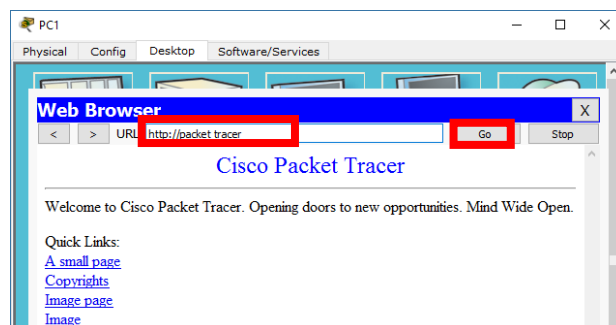 PC1
Physical Config Desktop Software/Services
Web Browser X
< > URL http://packet tracer Go Stop
Cisco Packet Tracer
Welcome to Cisco Packet Tracer. Opening doors to new opportunities. Mind Wide Open.
Quick Links:
A small page
Copyrights
Image page
Image